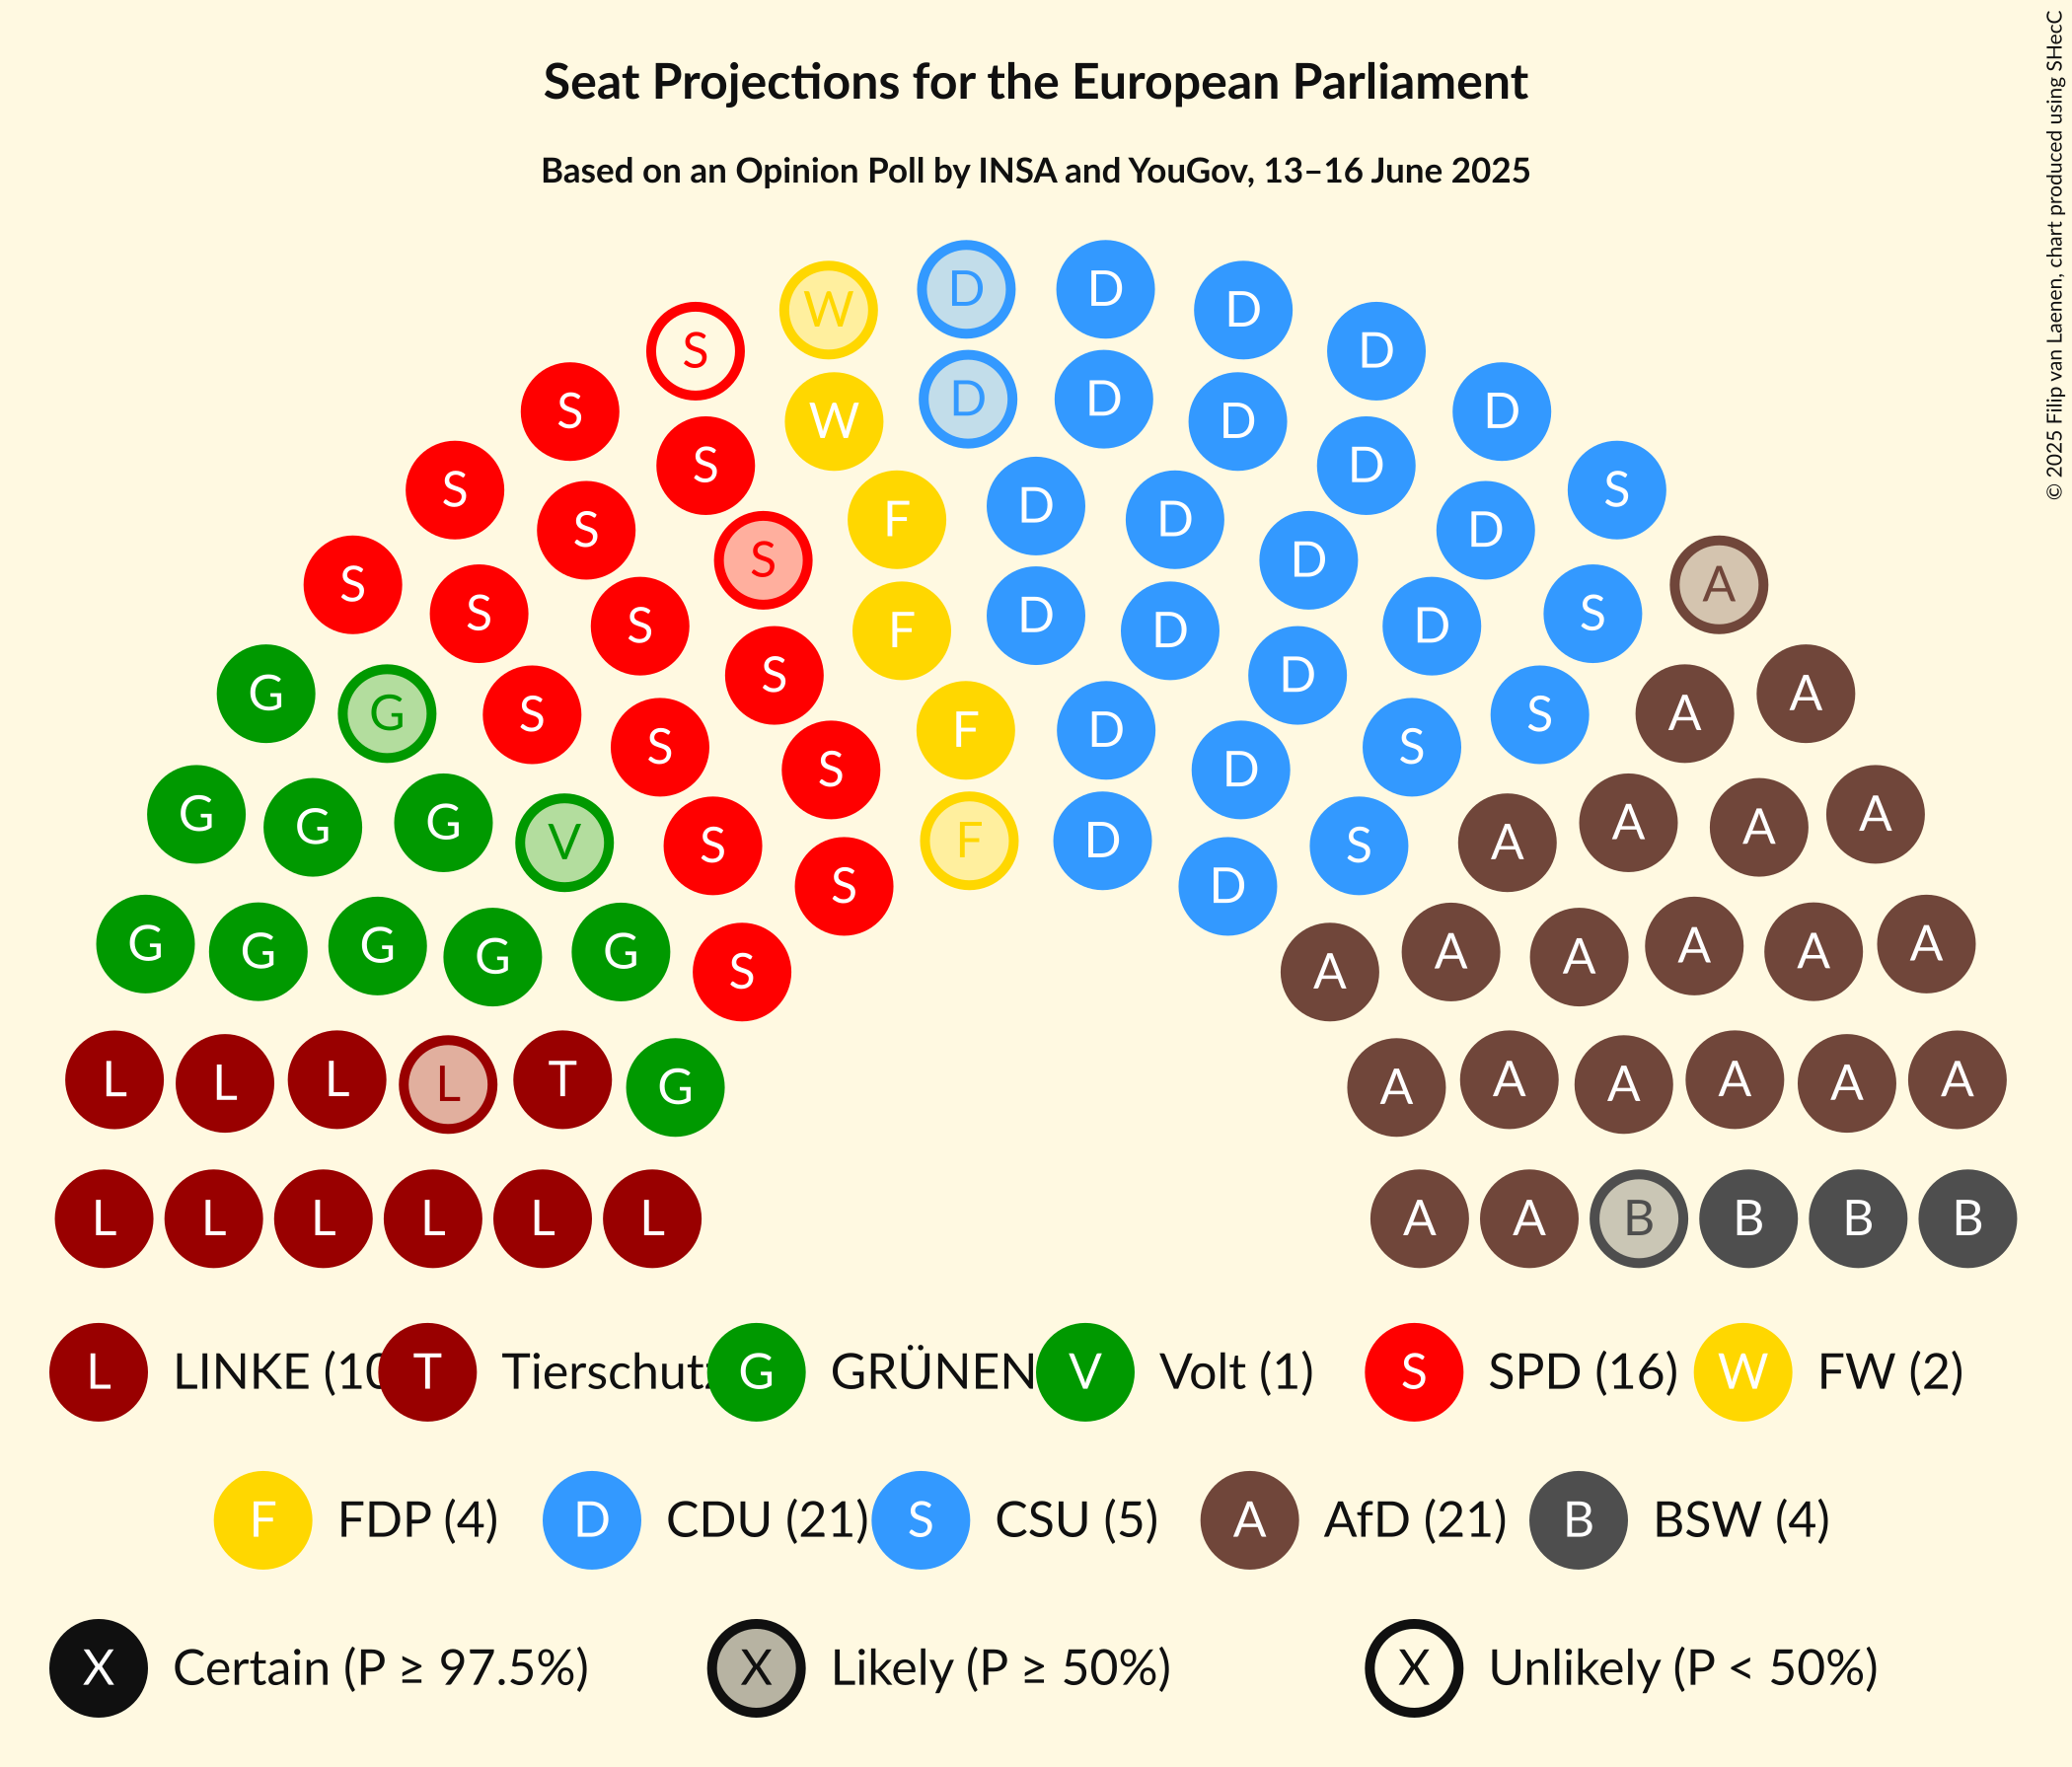 Seat Projections for the European Parliament
Based on an Opinion Poll by INSA and YouGov, 13–16 June 2025
© 2025 Filip van Laenen, chart produced using SHecC
D D
W D
S D
D D
S D
W D
S D
S S
D
F D
S D
S D
S A
S D S
S F D D
S D
G A
G S S A
F D
S S
S D
G A
G G A A
V S F D S A
S D
G G G G G A A A A A
S A
L L L L T G A A A A A A
L L L L L L A A B B B B
L LINKE (10 T Tierschutz G GRÜNEN V Volt (1) S SPD (16) W FW (2)
F FDP (4) D CDU (21) S CSU (5) A AfD (21) B BSW (4)
X Certain (P ≥ 97.5%) X Likely (P ≥ 50%) X Unlikely (P < 50%)